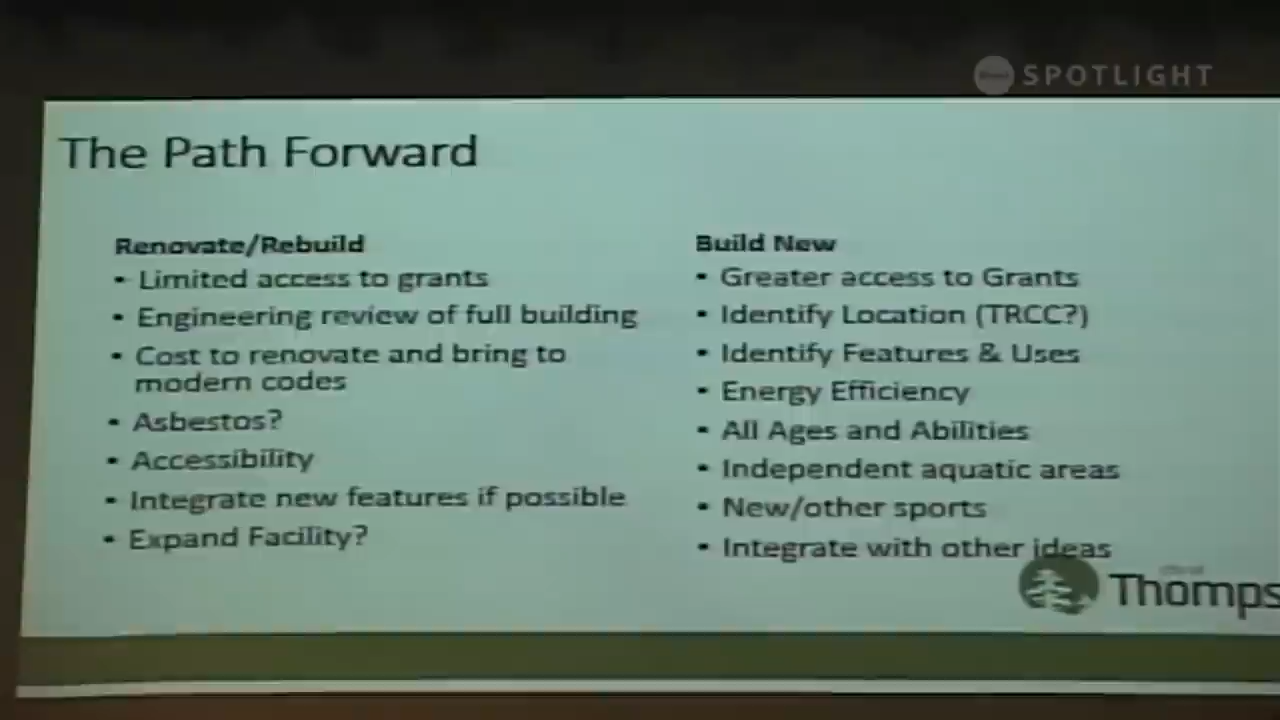 SPOTLIGHT
The Path Forward
Renovate/Rebuild
• Limited access to grants
• Engineering review of full building
• Cost to renovate and bring to
modern codes
• Asbestos?
• Accessibility
• Integrate new features if possible
• Expand Facility?
Build New
• Greater access to Grants
• Identify Location (TRCC?)
• Identify Features & Uses
• Energy Efficiency
• All Ages and Abilities
• Independent aquatic areas
• New/other sports
• Integrate with other ideas
Thomps